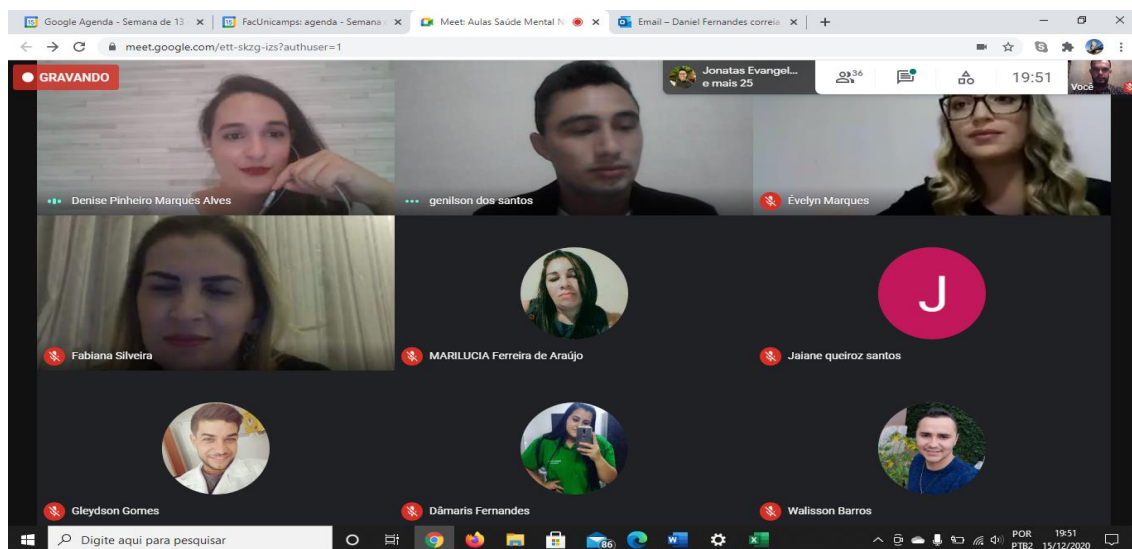 Google Agenda - Semana de 13
FacUnicamps: agenda - Semana
Meet: Aulas Saúde Mental N
Email – Daniel Fernandes correia
meet.google.com/ett-skzg-izs?authuser=1
GRAVANDO
Jonatas Evangel...
e mais 25
36
19:51
Você
Denise Pinheiro Marques Alves
genilson dos santos
Évelyn Marques
Fabiana Silveira
MARILUCIA Ferreira de Araújo
J
Jaiane queiroz santos
Gleydson Gomes
Dâmaris Fernandes
Walisson Barros
Digite aqui para pesquisar
86
POR
PTB2
19:51
15/12/2020